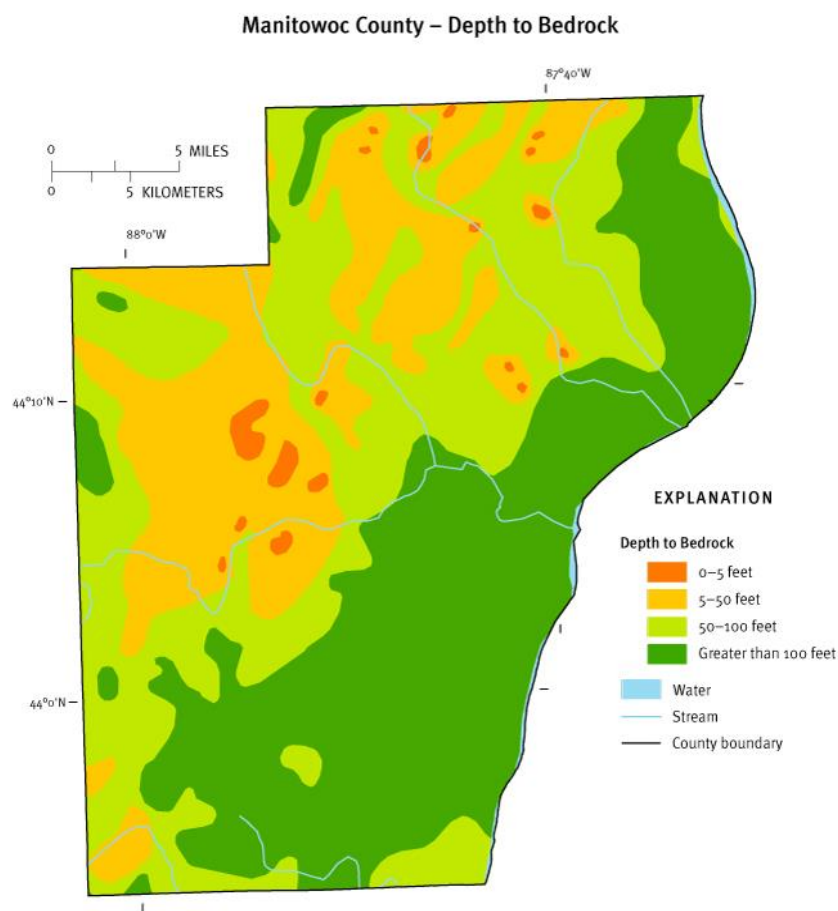 Manitowoc County – Depth to Bedrock
87°40'W
0 5 MILES
0 5 KILOMETERS
88°0'W
44°10'N
EXPLANATION
Depth to Bedrock
0–5 feet
5–50 feet
50–100 feet
Greater than 100 feet
44°0'N
Water
Stream
County boundary